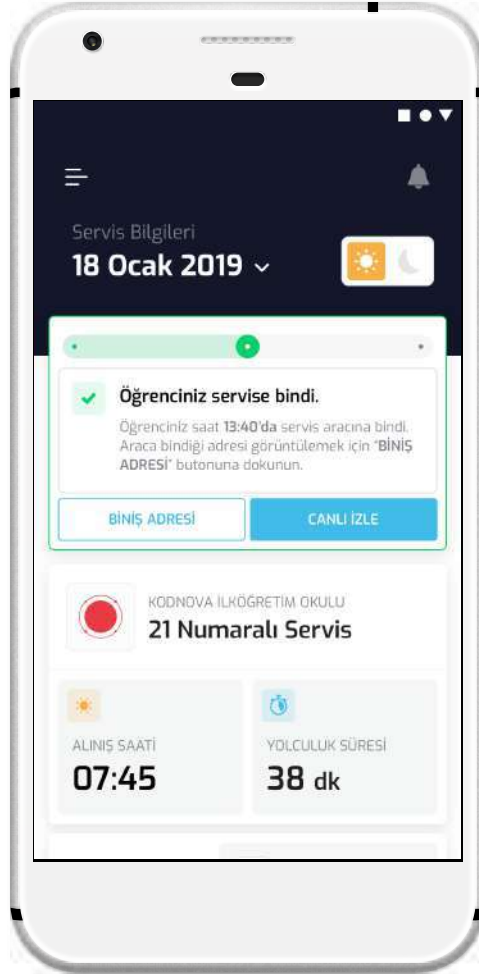 Servis Bilgileri
18 Ocak 2019
Öğrenciniz servise bindi.
Öğrenciniz saat 13:40'da servis aracına bindi.
Araca bindiği adresi görüntülemek için "BİNİŞ
ADRESİ" butonuna dokunun.
BİNİŞ ADRESİ
CANLI İZLE
KODNOVA İLKÖĞRETİM OKULU
21 Numaralı Servis
ALINIŞ SAATİ
YOLCULUK SÜRESİ
07:45
38 dk